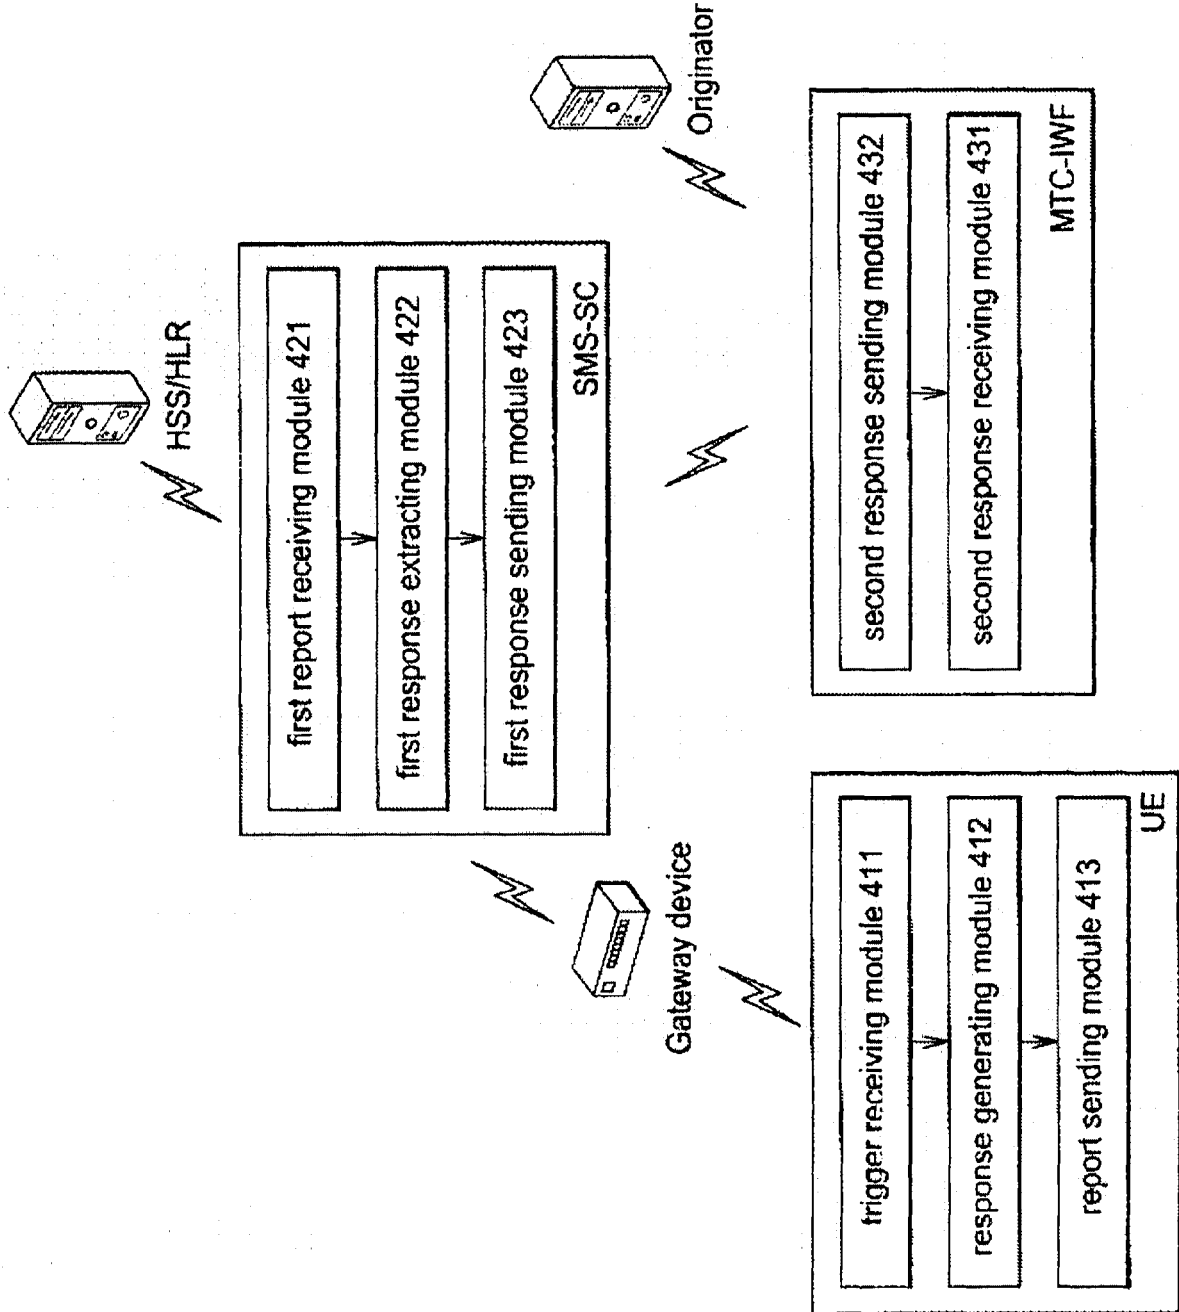 HSS/HLR
Originator
first report receiving module 421
first response extracting module 422
first response sending module 423
SMS-SC
Gateway device
second response sending module 432
second response receiving module 431
MTC-IWF
trigger receiving module 411
response generating module 412
report sending module 413
UE